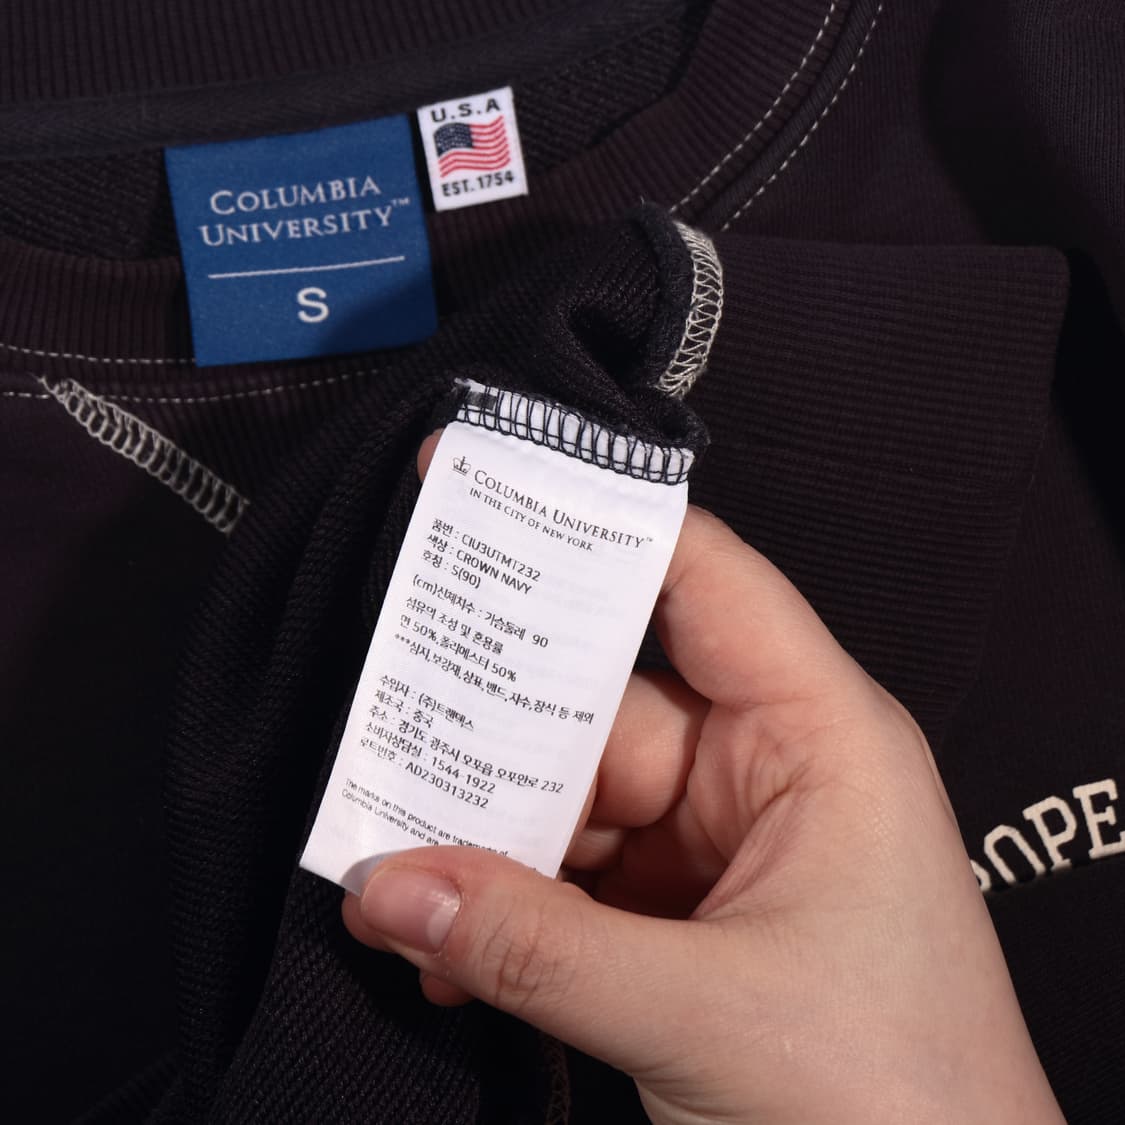 COLUMBIA
UNIVERSITY™
S
U.S.A
EST. 1754
COLUMBIA UNIVERSITY™
IN THE CITY OF NEW YORK
품번 : CIU3UTMT232
색상 : CROWN NAVY
호칭 : S(90)
(cm)신체치수 : 가슴둘레 90
섬유의 조성 및 혼용률
면 50%,폴리에스터 50%
***심지,보강재,상표,밴드,자수,장식 등 제외
수입자 : (주)트랜덱스
제조국 : 중국
주소 : 경기도 광주시 오포읍 오포안로 232
소비자상담실 : 1544-1922
로트번호 : AD230313232
The marks on this product are trademarks of
Columbia University and are
OPE